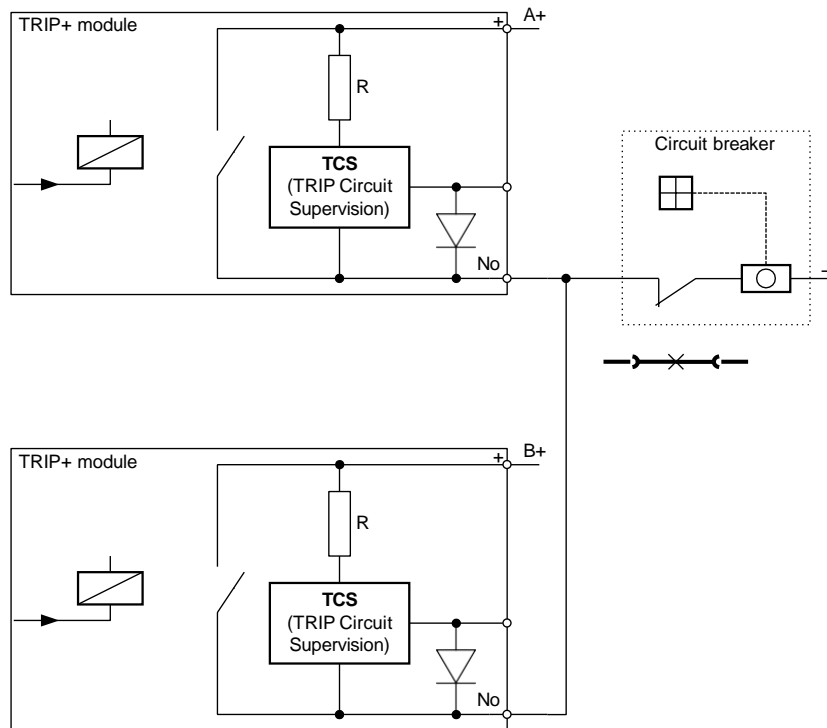 TRIP+ module
+ A+
R
TCS
(TRIP Circuit
Supervision)
No
Circuit breaker
-
TRIP+ module
+ B+
R
TCS
(TRIP Circuit
Supervision)
No